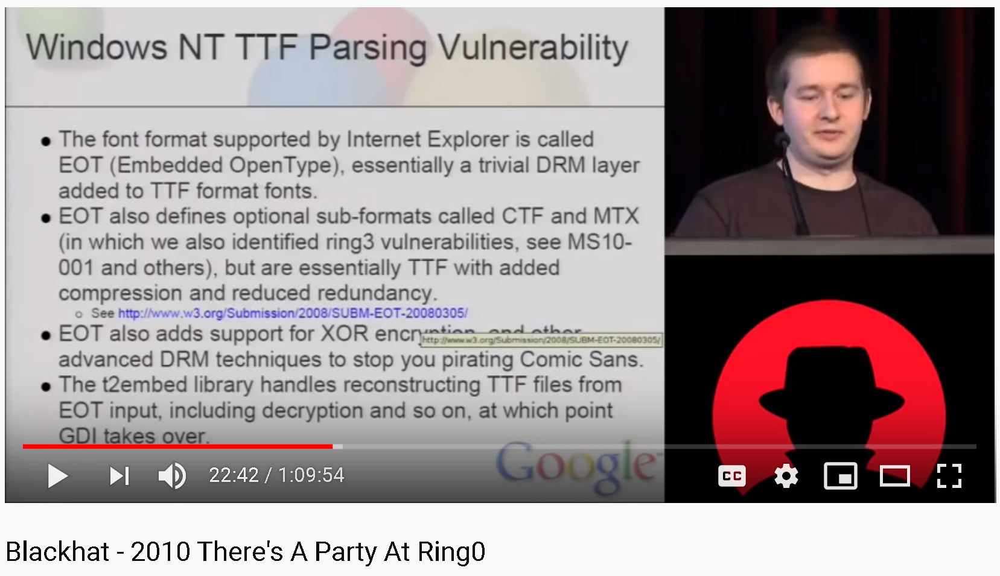 Windows NT TTF Parsing Vulnerability
The font format supported by Internet Explorer is called
EOT (Embedded OpenType), essentially a trivial DRM layer
added to TTF format fonts.
EOT also defines optional sub-formats called CTF and MTX
(in which we also identified ring3 vulnerabilities, see MS10-
001 and others), but are essentially TTF with added
compression and reduced redundancy.
See http://www.w3.org/Submission/2008/SUBM-EOT-20080305/
EOT also adds support for XOR encryption, and other
http://www.w3.org/Submission/2008/SUBM-EOT-20080305/
advanced DRM techniques to stop you pirating Comic Sans.
The t2embed library handles reconstructing TTF files from
EOT input, including decryption and so on, at which point
GDI takes over.
Google
22:42 / 1:09:54
CC
Blackhat - 2010 There's A Party At Ring0